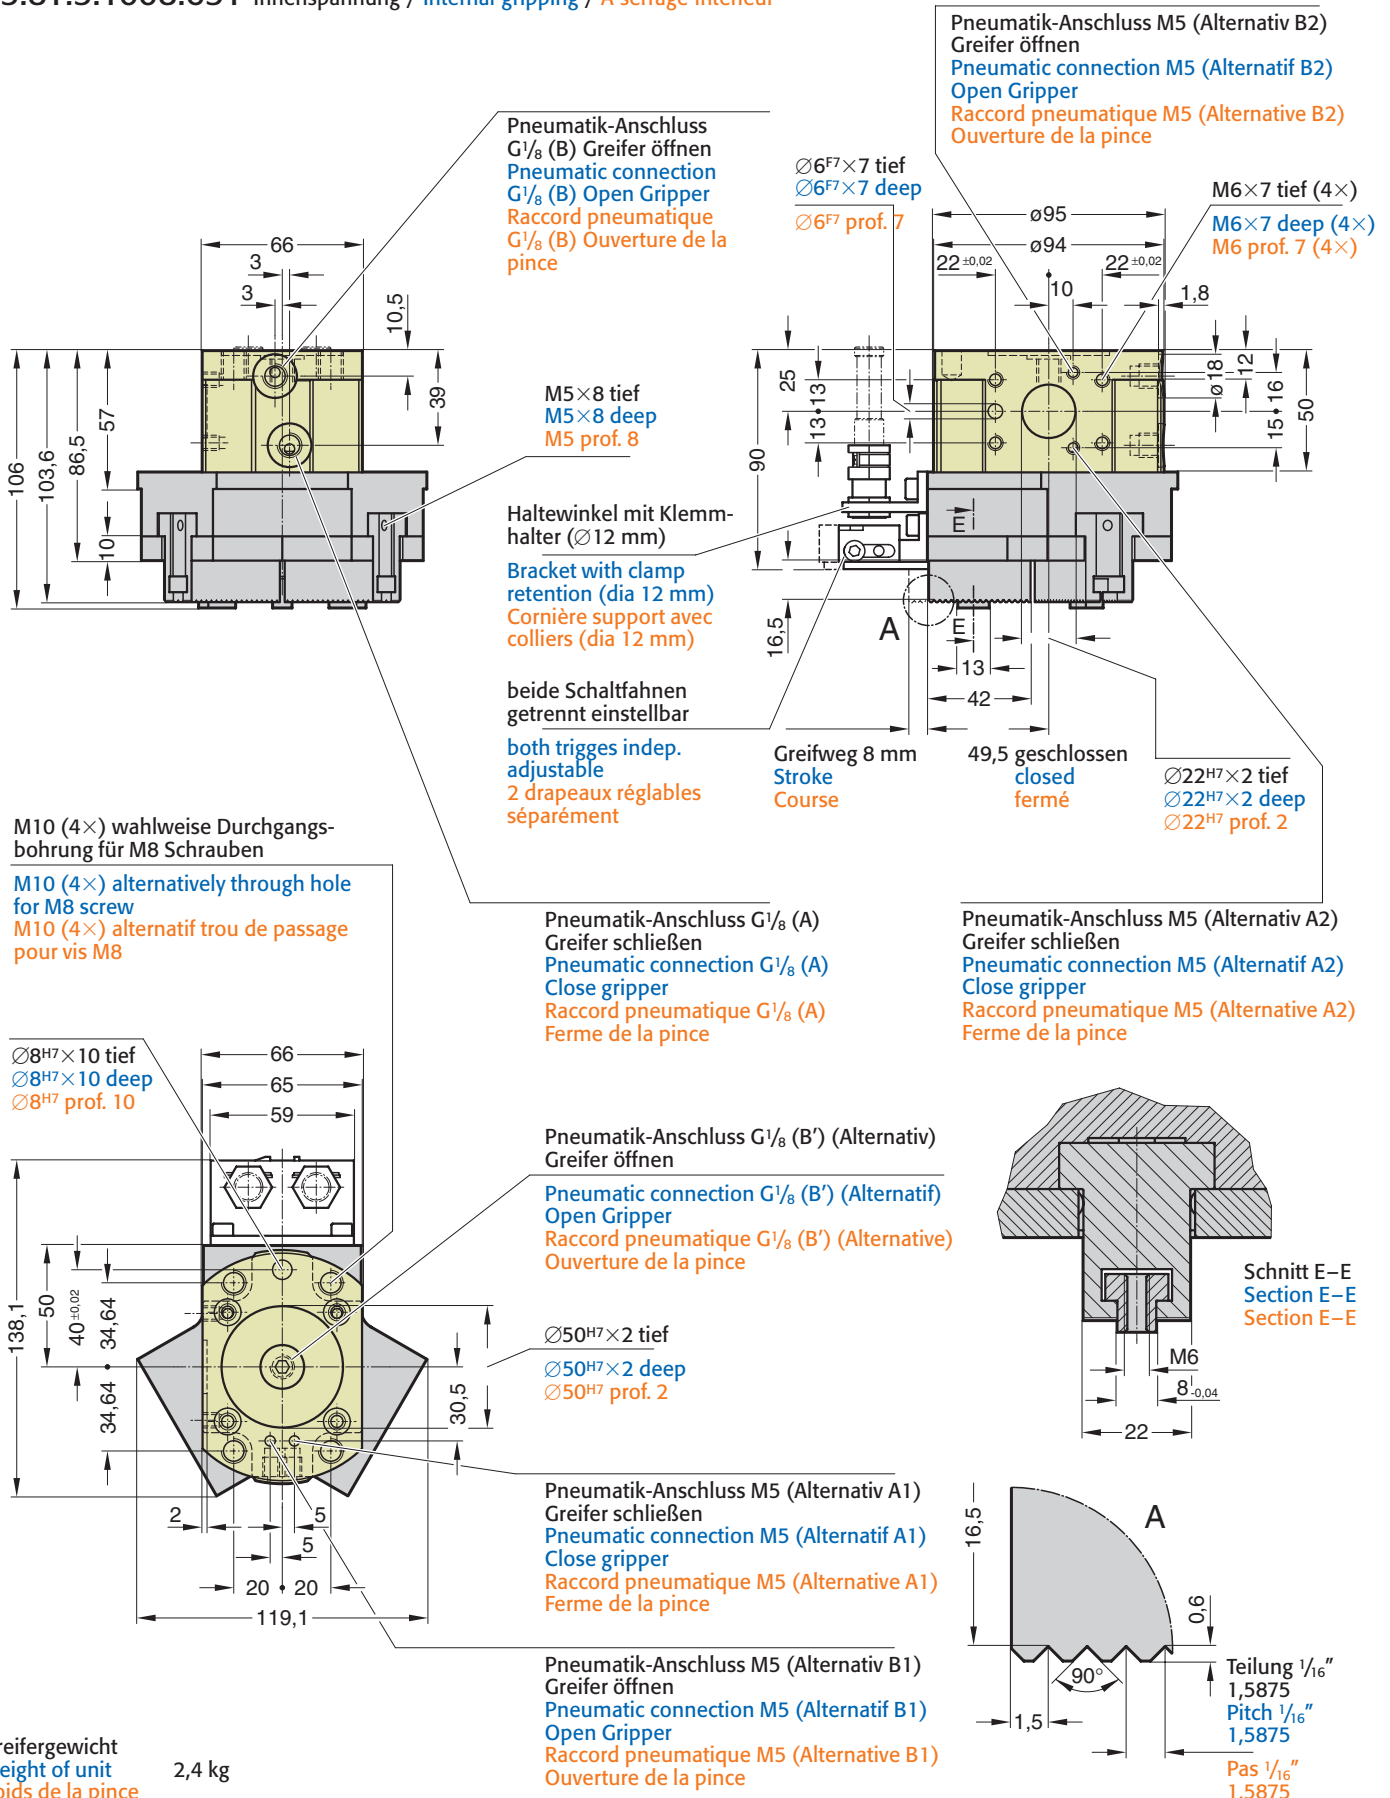 Innenspannung / Internal gripping / A serrage intérieur
Pneumatik-Anschluss M5 (Alternativ B2)
Greifer öffnen
Pneumatic connection M5 (Alternatif B2)
Open Gripper
Raccord pneumatique M5 (Alternative B2)
Ouverture de la pince
Pneumatik-Anschluss
G1/8 (B) Greifer öffnen
Pneumatic connection
G1/8 (B) Open Gripper
Raccord pneumatique
G1/8 (B) Ouverture de la
pince
∅6F7×7 tief
∅6F7×7 deep
∅6F7 prof. 7
M6×7 tief (4×)
M6×7 deep (4×)
M6 prof. 7 (4×)
66
3
3
10,5
39
106
103,6
86,5
57
10
M5×8 tief
M5×8 deep
M5 prof. 8
ø95
ø94
22 ±0,02
22 ±0,02
10
1,8
25
13
13
90
ø 18
12
16
15
50
16,5
E
E
A
13
42
Haltewinkel mit Klemm-
halter (∅12 mm)
Bracket with clamp
retention (dia 12 mm)
Cornière support avec
colliers (dia 12 mm)
beide Schaltfahnen
getrennt einstellbar
both trigges indep.
adjustable
2 drapeaux réglables
séparément
Greifweg 8 mm
Stroke
Course
49,5 geschlossen
closed
fermé
∅22H7×2 tief
∅22H7×2 deep
∅22H7 prof. 2
M10 (4×) wahlweise Durchgangs-
bohrung für M8 Schrauben
M10 (4×) alternatively through hole
for M8 screw
M10 (4×) alternatif trou de passage
pour vis M8
Pneumatik-Anschluss G1/8 (A)
Greifer schließen
Pneumatic connection G1/8 (A)
Close gripper
Raccord pneumatique G1/8 (A)
Ferme de la pince
Pneumatik-Anschluss M5 (Alternativ A2)
Greifer schließen
Pneumatic connection M5 (Alternatif A2)
Close gripper
Raccord pneumatique M5 (Alternative A2)
Ferme de la pince
∅8H7×10 tief
∅8H7×10 deep
∅8H7 prof. 10
66
65
59
138,1
50
40±0,02
34,64
34,64
30,5
2
5
5
20
20
119,1
Pneumatik-Anschluss G1/8 (B′) (Alternativ)
Greifer öffnen
Pneumatic connection G1/8 (B′) (Alternatif)
Open Gripper
Raccord pneumatique G1/8 (B′) (Alternative)
Ouverture de la pince
∅50H7×2 tief
∅50H7×2 deep
∅50H7 prof. 2
Schnitt E–E
Section E–E
Section E–E
M6
8-0,04
22
Pneumatik-Anschluss M5 (Alternativ A1)
Greifer schließen
Pneumatic connection M5 (Alternatif A1)
Close gripper
Raccord pneumatique M5 (Alternative A1)
Ferme de la pince
Pneumatik-Anschluss M5 (Alternativ B1)
Greifer öffnen
Pneumatic connection M5 (Alternatif B1)
Open Gripper
Raccord pneumatique M5 (Alternative B1)
Ouverture de la pince
16,5
A
0,6
90°
1,5
Teilung 1/16″
1,5875
Pitch 1/16″
1,5875
Pas 1/16″
1,5875
reifergewicht
eight of unit
oids de la pince
2,4 kg